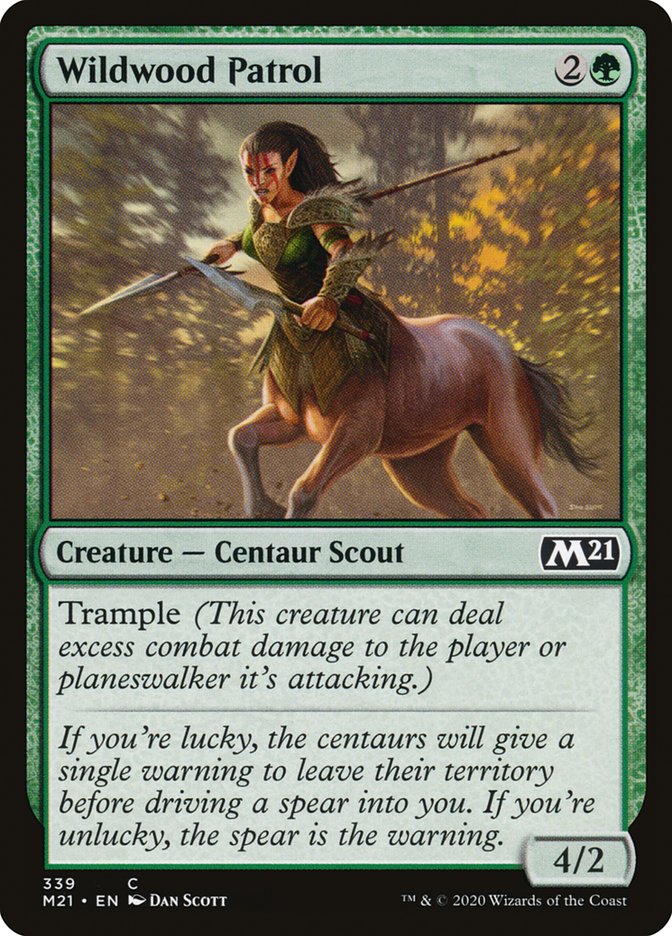 Wildwood Patrol 2
Creature — Centaur Scout M21
Trample (This creature can deal
excess combat damage to the player or
planeswalker it's attacking.)
If you're lucky, the centaurs will give a
single warning to leave their territory
before driving a spear into you. If you're
unlucky, the spear is the warning.
4/2
339 C
M21 • EN Dan Scott
™ & © 2020 Wizards of the Coast